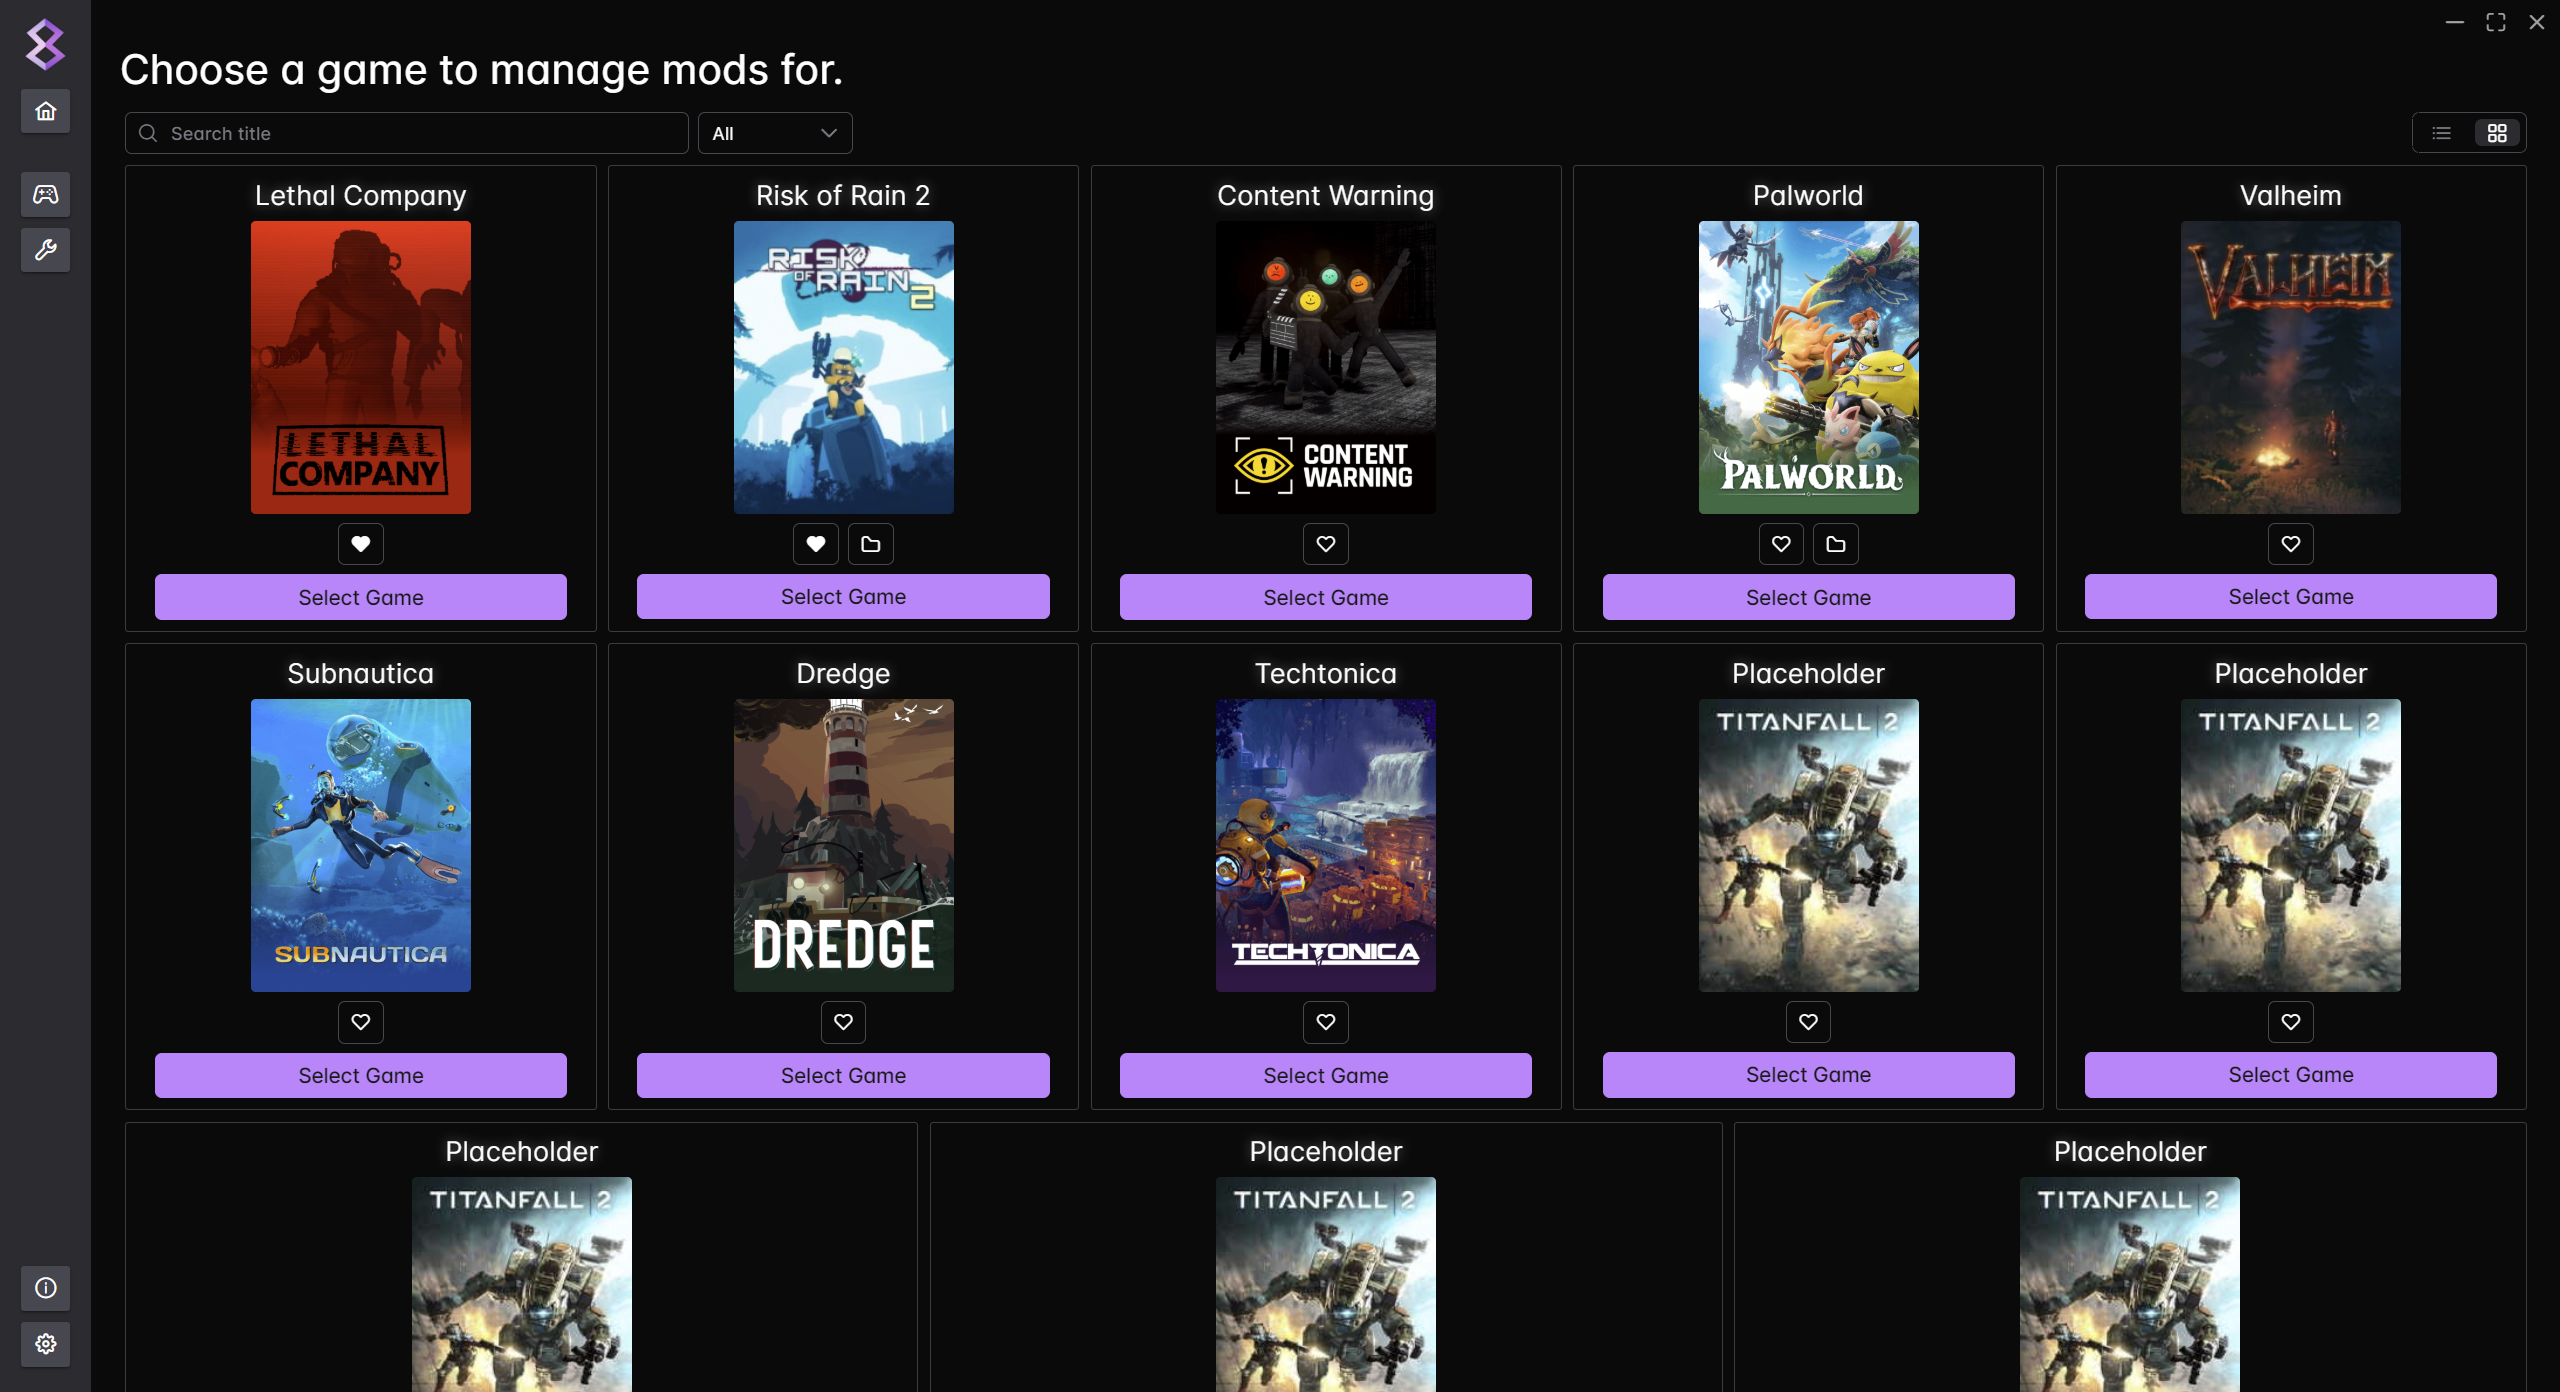 Choose a game to manage mods for.
Search title
All
Lethal Company
LETHAL
COMPANY
Select Game
Risk of Rain 2
RISK
OF RAIN
2
Select Game
Content Warning
CONTENT
WARNING
Select Game
Palworld
PALWORLD
Select Game
Valheim
VALHEIM
Select Game
Subnautica
SUBNAUTICA
Select Game
Dredge
DREDGE
Select Game
Techtonica
TECHTONICA
Select Game
Placeholder
TITANFALL 2
Select Game
Placeholder
TITANFALL 2
Select Game
Placeholder
TITANFALL 2
Placeholder
TITANFALL 2
Placeholder
TITANFALL 2